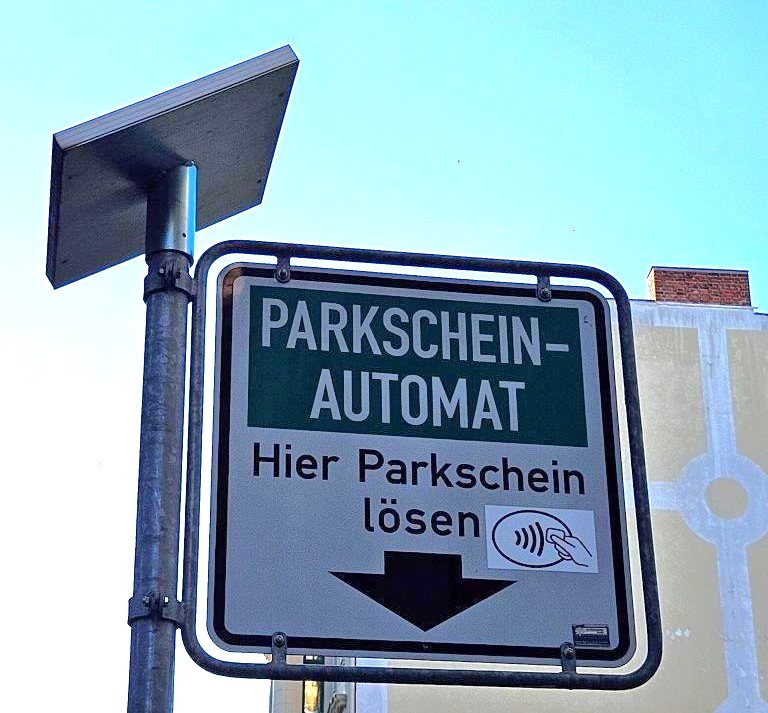 PARKSCHEIN-
AUTOMAT
Hier Parkschein
lösen